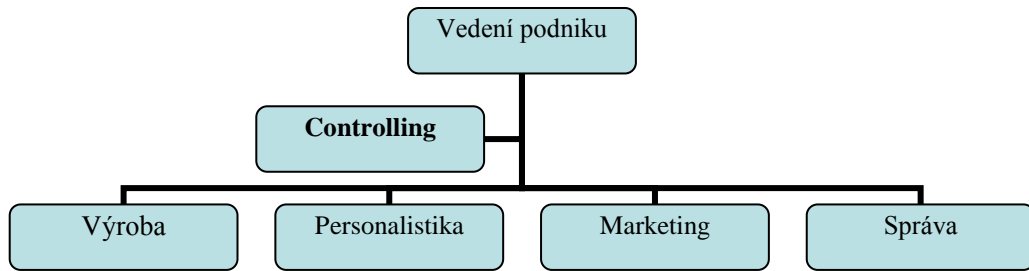 Vedení podniku
Controlling
Výroba
Personalistika
Marketing
Správa